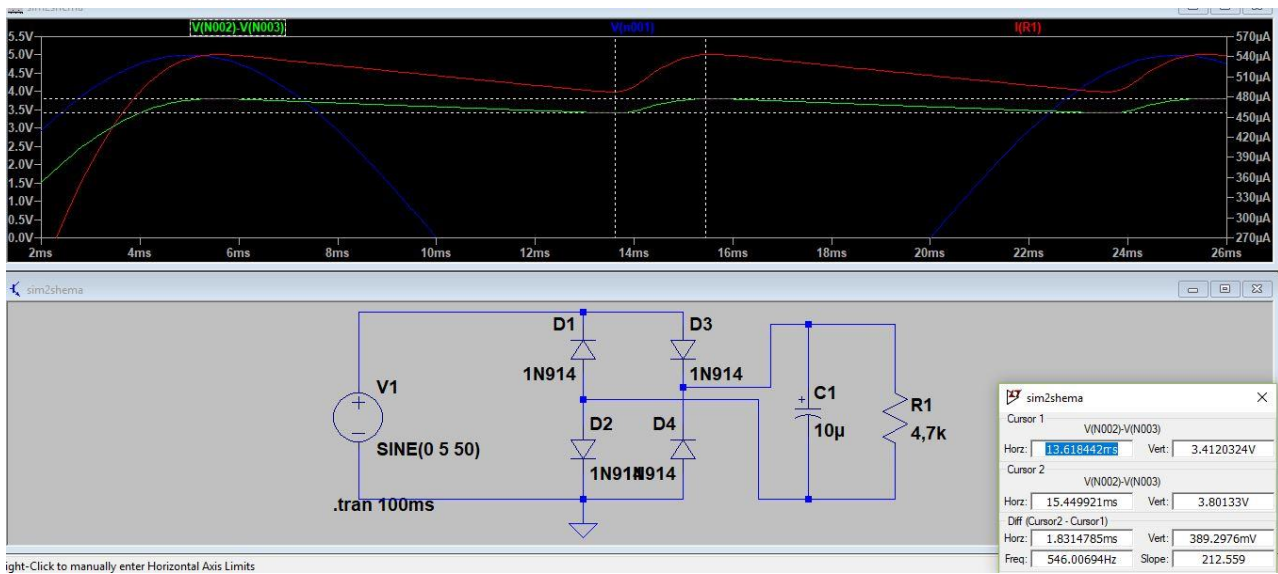 sim2shema
V(N002)-V(N003) V(n001) I(R1)
5.5V 570µA
5.0V 540µA
4.5V 510µA
4.0V 480µA
3.5V 450µA
3.0V 420µA
2.5V 390µA
2.0V 360µA
1.5V 330µA
1.0V 300µA
0.5V 270µA
0.0V
2ms 4ms 6ms 8ms 10ms 12ms 14ms 16ms 18ms 20ms 22ms 24ms 26ms
sim2shema
D1 D3
1N914 1N914
V1
SINE(0 5 50)
D2 D4
1N914 1N914
C1
10µ
R1
4,7k
.tran 100ms
sim2shema
Cursor 1
V(N002)-V(N003)
Horz: 13.618442ms Vert: 3.4120324V
Cursor 2
V(N002)-V(N003)
Horz: 15.449921ms Vert: 3.80133V
Diff (Cursor2 - Cursor1)
Horz: 1.8314785ms Vert: 389.2976mV
Freq: 546.00694Hz Slope: 212.559
ight-Click to manually enter Horizontal Axis Limits